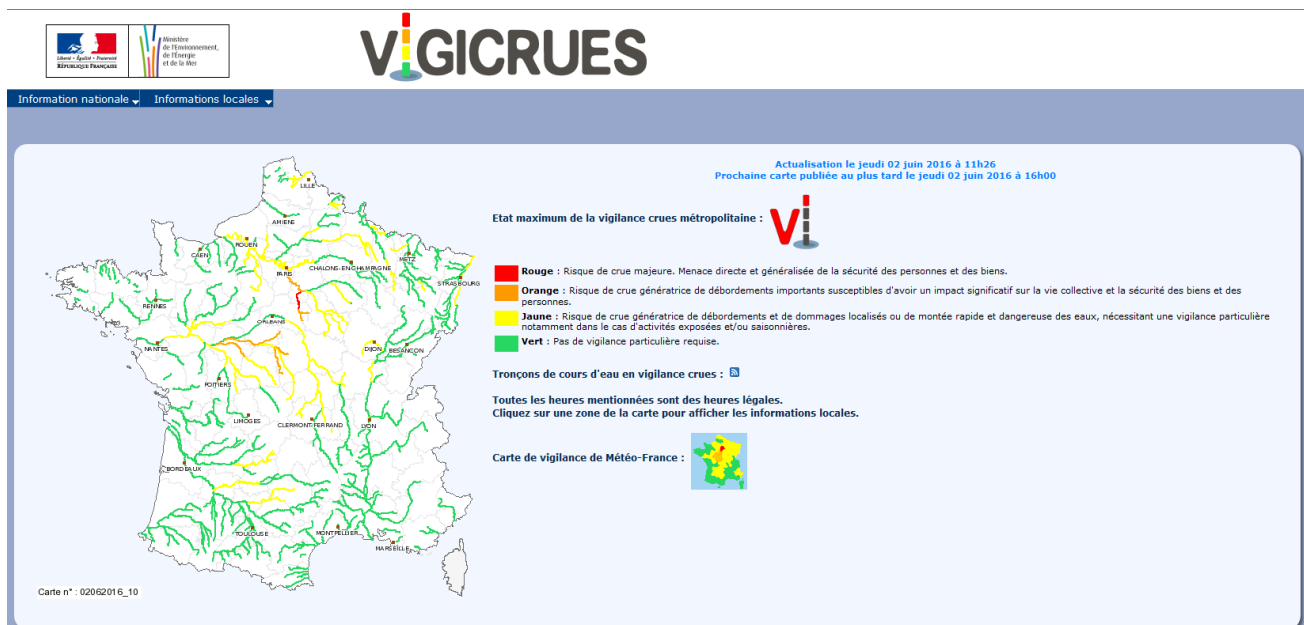 Liberté • Égalité • Fraternité
RÉPUBLIQUE FRANÇAISE
Ministère
de l'Environnement,
de l'Énergie
et de la Mer
VIGICRUES
Information nationale
Informations locales
Actualisation le jeudi 02 juin 2016 à 11h26
Prochaine carte publiée au plus tard le jeudi 02 juin 2016 à 16h00
Etat maximum de la vigilance crues métropolitaine :
VI
Rouge : Risque de crue majeure. Menace directe et généralisée de la sécurité des personnes et des biens.
Orange : Risque de crue génératrice de débordements importants susceptibles d'avoir un impact significatif sur la vie collective et la sécurité des biens et des
personnes.
Jaune : Risque de crue génératrice de débordements et de dommages localisés ou de montée rapide et dangereuse des eaux, nécessitant une vigilance particulière
notamment dans le cas d'activités exposées et/ou saisonnières.
Vert : Pas de vigilance particulière requise.
Tronçons de cours d'eau en vigilance crues :
Toutes les heures mentionnées sont des heures légales.
Cliquez sur une zone de la carte pour afficher les informations locales.
Carte de vigilance de Météo-France :
LILLE
AMIENS
ROUEN
CAEN
METZ
PARIS
CHALONS-EN-CHAMPAGNE
STRASBOURG
RENNES
ORLEANS
NANTES
DIJON
BESANCON
POITIERS
LIMOGES
CLERMONT-FERRAND
LYON
BORDEAUX
TOULOUSE
MONTPELLIER
MARSEILLE
Carte n° : 02062016_10